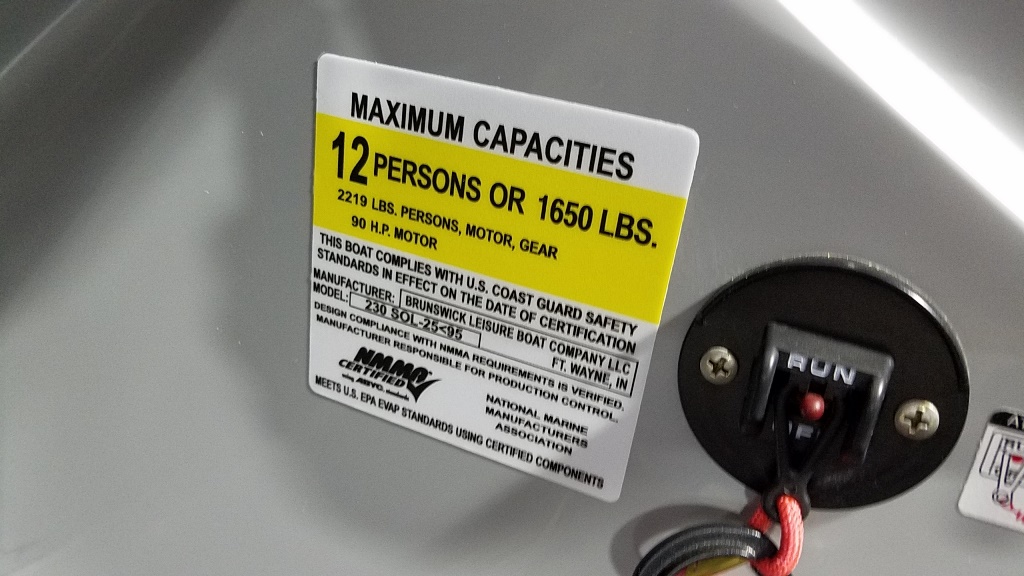 MAXIMUM CAPACITIES
12 PERSONS OR 1650 LBS.
2219 LBS. PERSONS, MOTOR, GEAR
90 H.P. MOTOR
THIS BOAT COMPLIES WITH U.S. COAST GUARD SAFETY
STANDARDS IN EFFECT ON THE DATE OF CERTIFICATION
MANUFACTURER: BRUNSWICK LEISURE BOAT COMPANY LLC
MODEL: 230 SOL-25<95 FT. WAYNE, IN
DESIGN COMPLIANCE WITH NMMA REQUIREMENTS IS VERIFIED.
MANUFACTURER RESPONSIBLE FOR PRODUCTION CONTROL.
NMMA
CERTIFIED
using ABYC standards
NATIONAL MARINE
MANUFACTURERS
ASSOCIATION
MEETS U.S. EPA EVAP STANDARDS USING CERTIFIED COMPONENTS
RUN